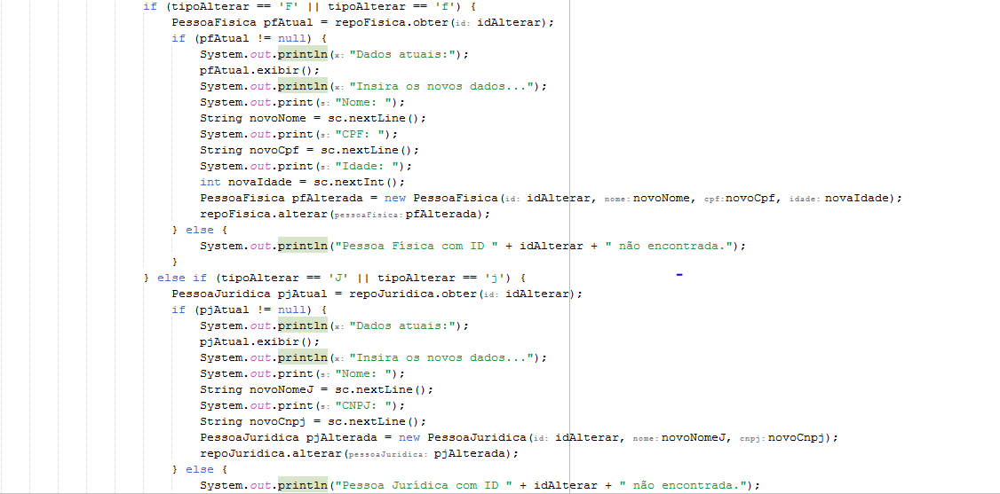 if (tipoAlterar == 'F' || tipoAlterar == 'f') {
PessoaFisica pfAtual = repoFisica.obter(id: idAlterar);
if (pfAtual != null) {
System.out.println(x: "Dados atuais:");
pfAtual.exibir();
System.out.println(x: "Insira os novos dados...");
System.out.print(s: "Nome: ");
String novoNome = sc.nextLine();
System.out.print(s: "CPF: ");
String novoCpf = sc.nextLine();
System.out.print(s: "Idade: ");
int novaIdade = sc.nextInt();
PessoaFisica pfAlterada = new PessoaFisica(id: idAlterar, nome: novoNome, cpf: novoCpf, idade: novaIdade);
repoFisica.alterar(pessoaFisica: pfAlterada);
} else {
System.out.println("Pessoa Física com ID " + idAlterar + " não encontrada.");
}
} else if (tipoAlterar == 'J' || tipoAlterar == 'j') {
PessoaJuridica pjAtual = repoJuridica.obter(id: idAlterar);
if (pjAtual != null) {
System.out.println(x: "Dados atuais:");
pjAtual.exibir();
System.out.println(x: "Insira os novos dados...");
System.out.print(s: "Nome: ");
String novoNomeJ = sc.nextLine();
System.out.print(s: "CNPJ: ");
String novoCnpj = sc.nextLine();
PessoaJuridica pjAlterada = new PessoaJuridica(id: idAlterar, nome: novoNomeJ, cnpj: novoCnpj);
repoJuridica.alterar(pessoaJuridica: pjAlterada);
} else {
System.out.println("Pessoa Jurídica com ID " + idAlterar + " não encontrada.");